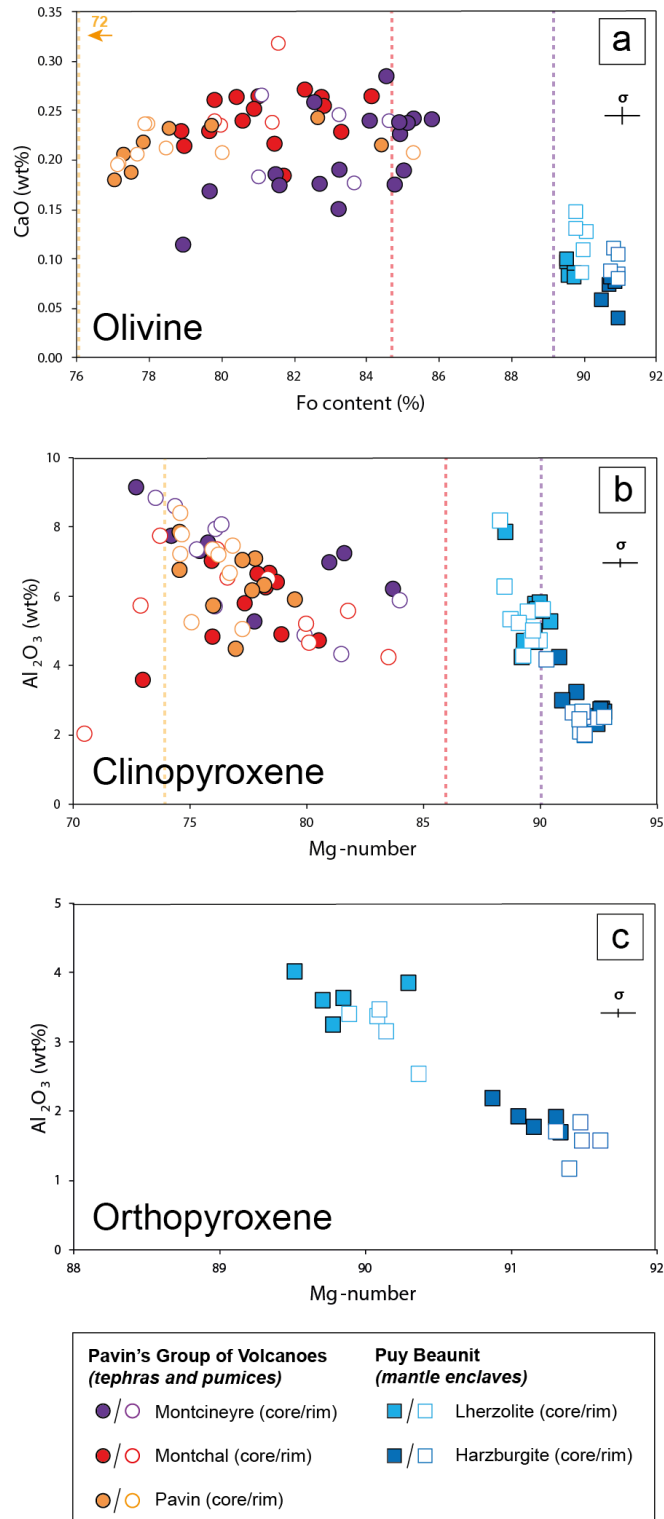 72
a
σ
CaO (wt%)
0.35
0.30
0.25
0.20
0.15
0.10
0.05
0.00
Olivine
76 78 80 82 84 86 88 90 92
Fo content (%)
b
σ
Al₂O₃ (wt%)
10
8
6
4
2
0
Clinopyroxene
70 75 80 85 90 95
Mg-number
c
σ
Al₂O₃ (wt%)
5
4
3
2
1
0
Orthopyroxene
88 89 90 91 92
Mg-number
Pavin's Group of Volcanoes
(tephras and pumices)
/ Montcineyre (core/rim)
/ Montchal (core/rim)
/ Pavin (core/rim)
Puy Beaunit
(mantle enclaves)
/ Lherzolite (core/rim)
/ Harzburgite (core/rim)